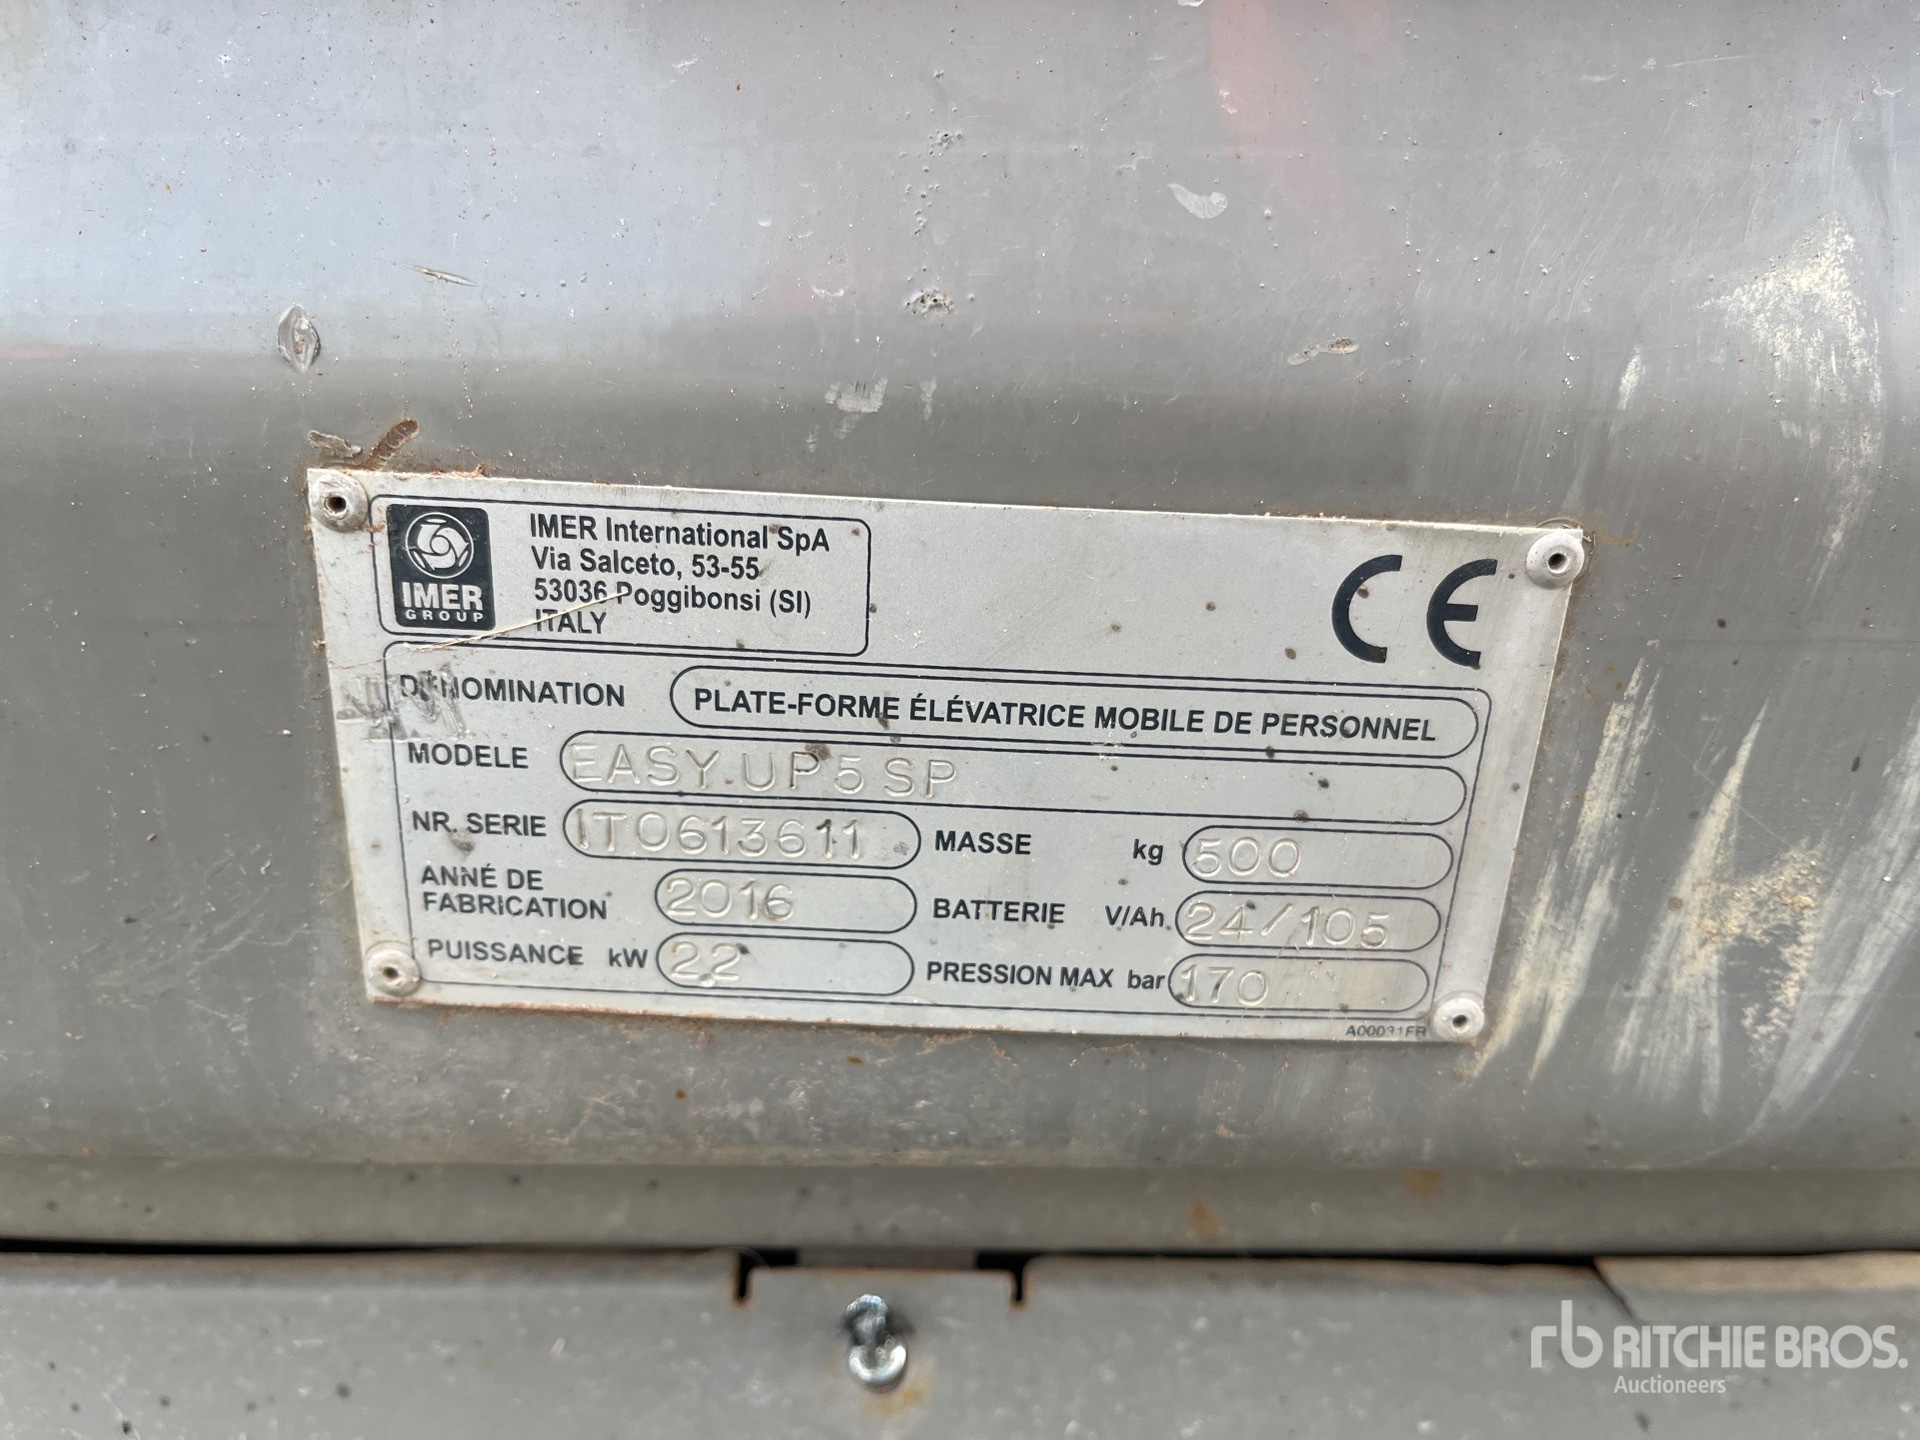 IMER
GROUP
IMER International SpA
Via Salceto, 53-55
53036 Poggibonsi (SI)
ITALY
CE
DÉNOMINATION PLATE-FORME ÉLÉVATRICE MOBILE DE PERSONNEL
MODELE EASY UP 5 SP
NR. SERIE IT0613611 MASSE kg 500
ANNÉ DE
FABRICATION 2016 BATTERIE V/Ah. 24/105
PUISSANCE kW 2.2 PRESSION MAX bar 170
A00031FR
rb RITCHIE BROS.
Auctioneers